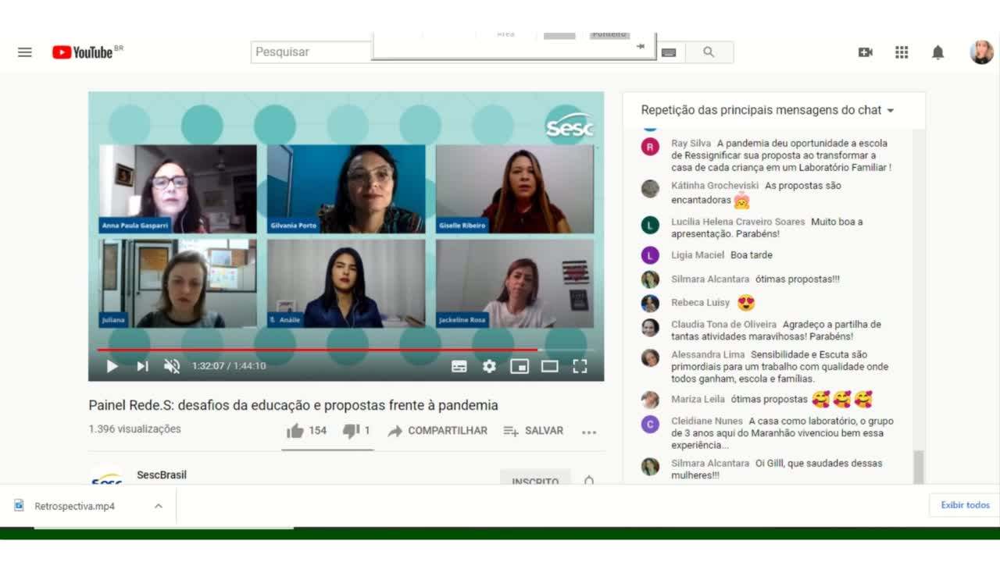 Área
Ponteiro
YouTube BR
Pesquisar
Sesc
Anna Paula Gasparri
Gilvania Porto
Giselle Ribeiro
Juliana
Anáile
Jackeline Rosa
1:32:07 / 1:44:10
Painel Rede.S: desafios da educação e propostas frente à pandemia
1.396 visualizações
154
1
COMPARTILHAR
SALVAR
SescBrasil
INSCRITO
Sesc
Repetição das principais mensagens do chat
R
Ray Silva A pandemia deu oportunidade a escola
de Ressignificar sua proposta ao transformar a
casa de cada criança em um Laboratório Familiar !
Kátinha Grocheviski As propostas são
encantadoras
L
Lucília Helena Craveiro Soares Muito boa a
apresentação. Parabéns!
L
Ligia Maciel Boa tarde
Silmara Alcantara ótimas propostas!!!
Rebeca Luisy
Claudia Tona de Oliveira Agradeço a partilha de
tantas atividades maravihosas! Parabéns!
Alessandra Lima Sensibilidade e Escuta são
primordiais para um trabalho com qualidade onde
todos ganham, escola e famílias.
Mariza Leila ótimas propostas
C
Cleidiane Nunes A casa como laboratório, o grupo
de 3 anos aqui do Maranhão vivenciou bem essa
experiência...
Silmara Alcantara Oi Gilll, que saudades dessas
mulheres!!!
Retrospectiva.mp4
Exibir todos